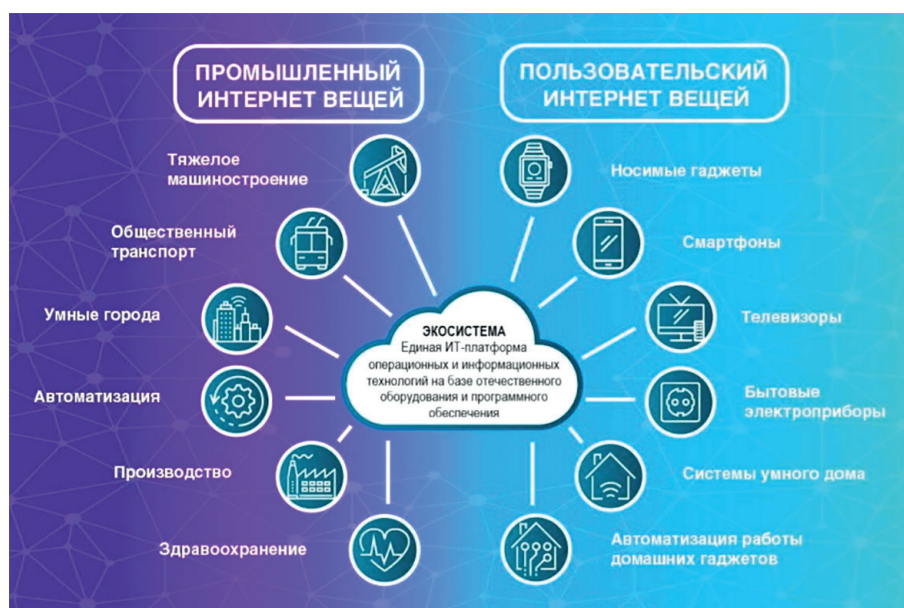 ПРОМЫШЛЕННЫЙ
ИНТЕРНЕТ ВЕЩЕЙ
Тяжелое
машиностроение
Общественный
транспорт
Умные города
Автоматизация
Производство
Здравоохранение
ЭКОСИСТЕМА
Единая ИТ-платформа
операционных и информационных
технологий на базе отечественного
оборудования и программного
обеспечения
ПОЛЬЗОВАТЕЛЬСКИЙ
ИНТЕРНЕТ ВЕЩЕЙ
Носимые гаджеты
Смартфоны
Телевизоры
Бытовые
электроприборы
Системы умного дома
Автоматизация работы
домашних гаджетов